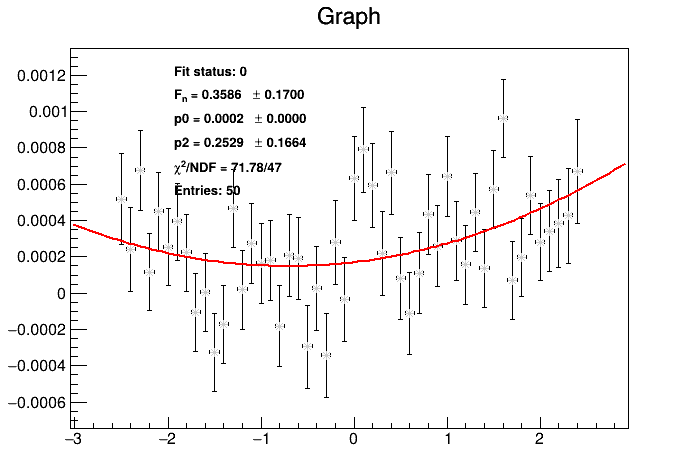 Graph
Fit status: 0
Fn = 0.3586 ± 0.1700
p0 = 0.0002 ± 0.0000
p2 = 0.2529 ± 0.1664
χ²/NDF = 71.78/47
Entries: 50
0.0012
0.001
0.0008
0.0006
0.0004
0.0002
0
−0.0002
−0.0004
−0.0006
−3 −2 −1 0 1 2